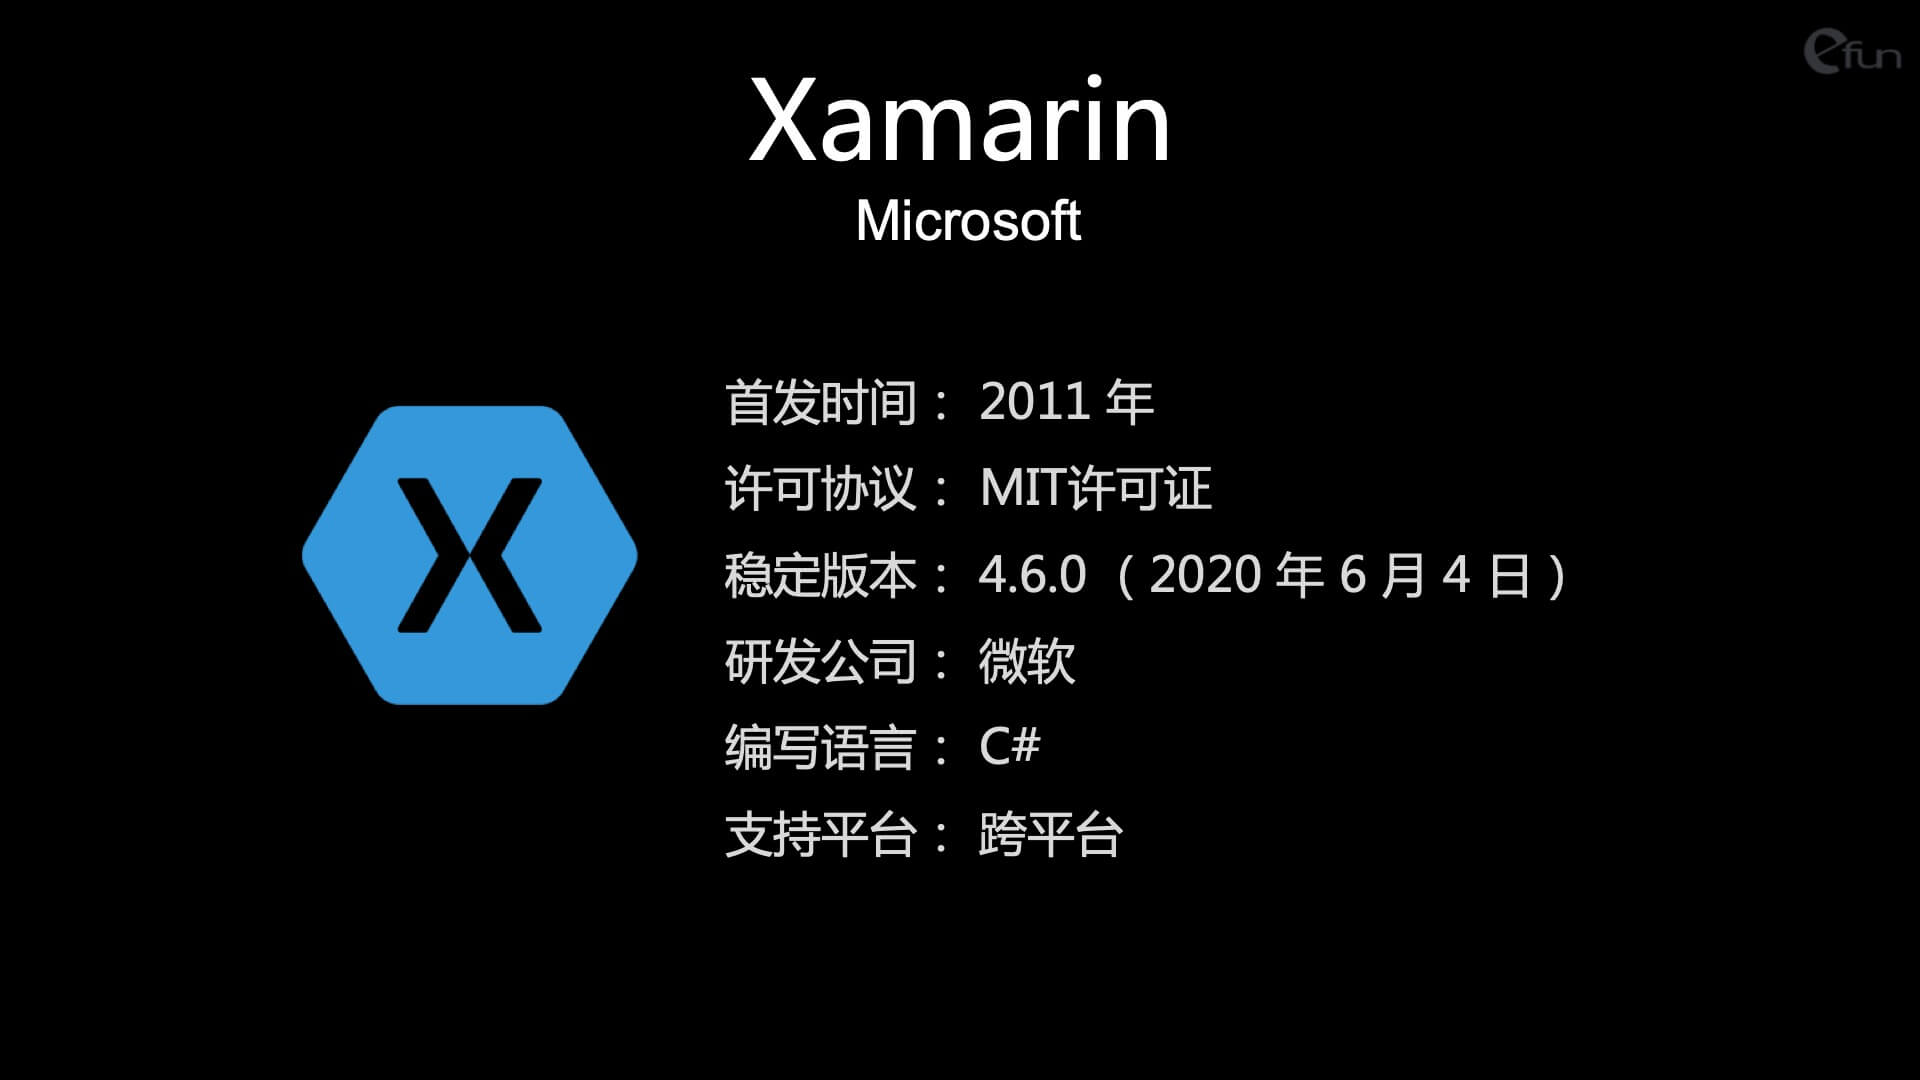 efun
Xamarin
Microsoft
X
首发时间： 2011 年
许可协议： MIT许可证
稳定版本： 4.6.0 （ 2020 年 6 月 4 日 ）
研发公司： 微软
编写语言： C#
支持平台： 跨平台